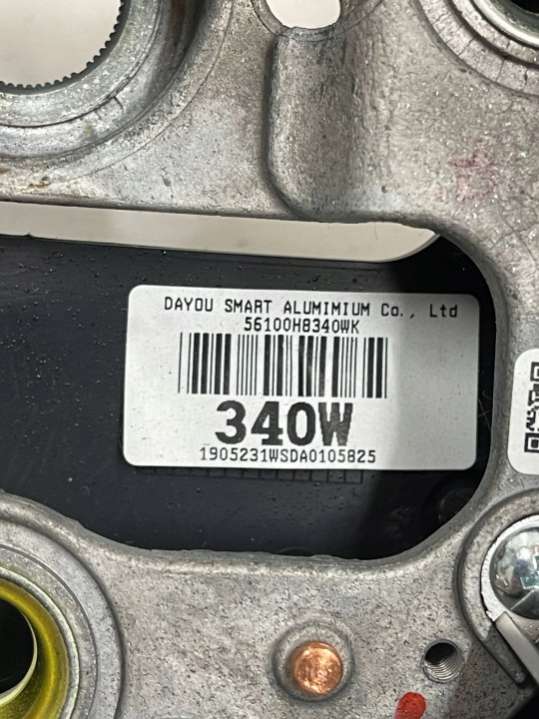 DAYOU SMART ALUMIMIUM Co., Ltd
56100H8340WK
340W
1905231WSDA0105825